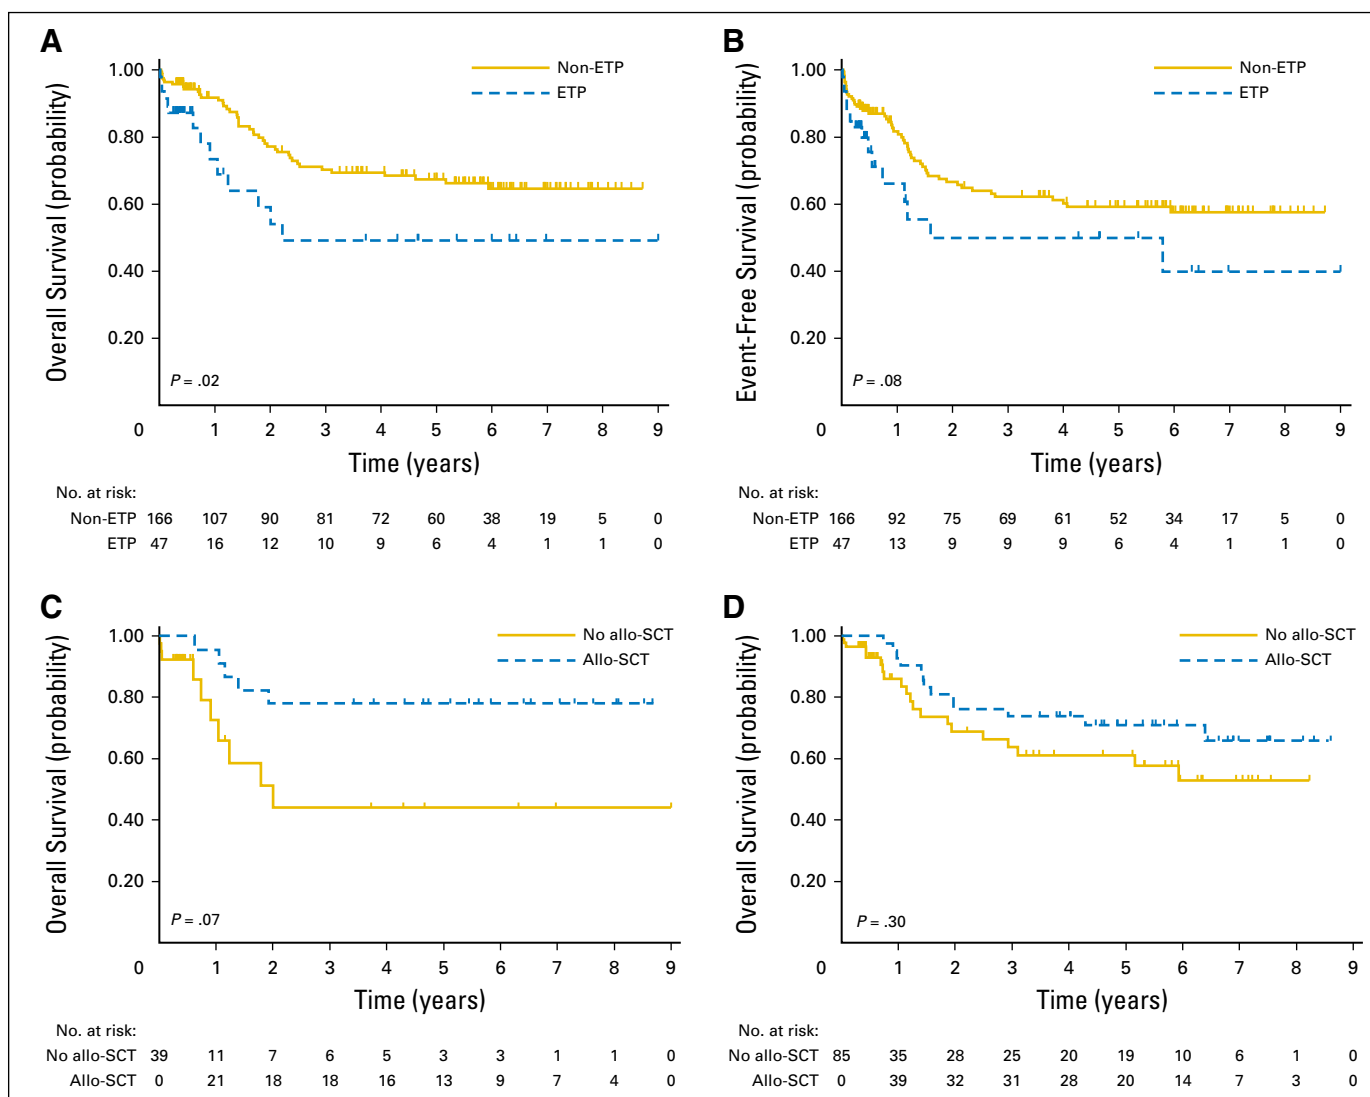 A
Non-ETP
ETP
1.00
0.80
0.60
0.40
0.20
Overall Survival (probability)
P = .02
0 1 2 3 4 5 6 7 8 9
Time (years)
No. at risk:
Non-ETP 166 107 90 81 72 60 38 19 5 0
ETP 47 16 12 10 9 6 4 1 1 0
B
Non-ETP
ETP
1.00
0.80
0.60
0.40
0.20
Event-Free Survival (probability)
P = .08
0 1 2 3 4 5 6 7 8 9
Time (years)
No. at risk:
Non-ETP 166 92 75 69 61 52 34 17 5 0
ETP 47 13 9 9 9 6 4 1 1 0
C
No allo-SCT
Allo-SCT
1.00
0.80
0.60
0.40
0.20
Overall Survival (probability)
P = .07
0 1 2 3 4 5 6 7 8 9
Time (years)
No. at risk:
No allo-SCT 39 11 7 6 5 3 3 1 1 0
Allo-SCT 0 21 18 18 16 13 9 7 4 0
D
No allo-SCT
Allo-SCT
1.00
0.80
0.60
0.40
0.20
Overall Survival (probability)
P = .30
0 1 2 3 4 5 6 7 8 9
Time (years)
No. at risk:
No allo-SCT 85 35 28 25 20 19 10 6 1 0
Allo-SCT 0 39 32 31 28 20 14 7 3 0